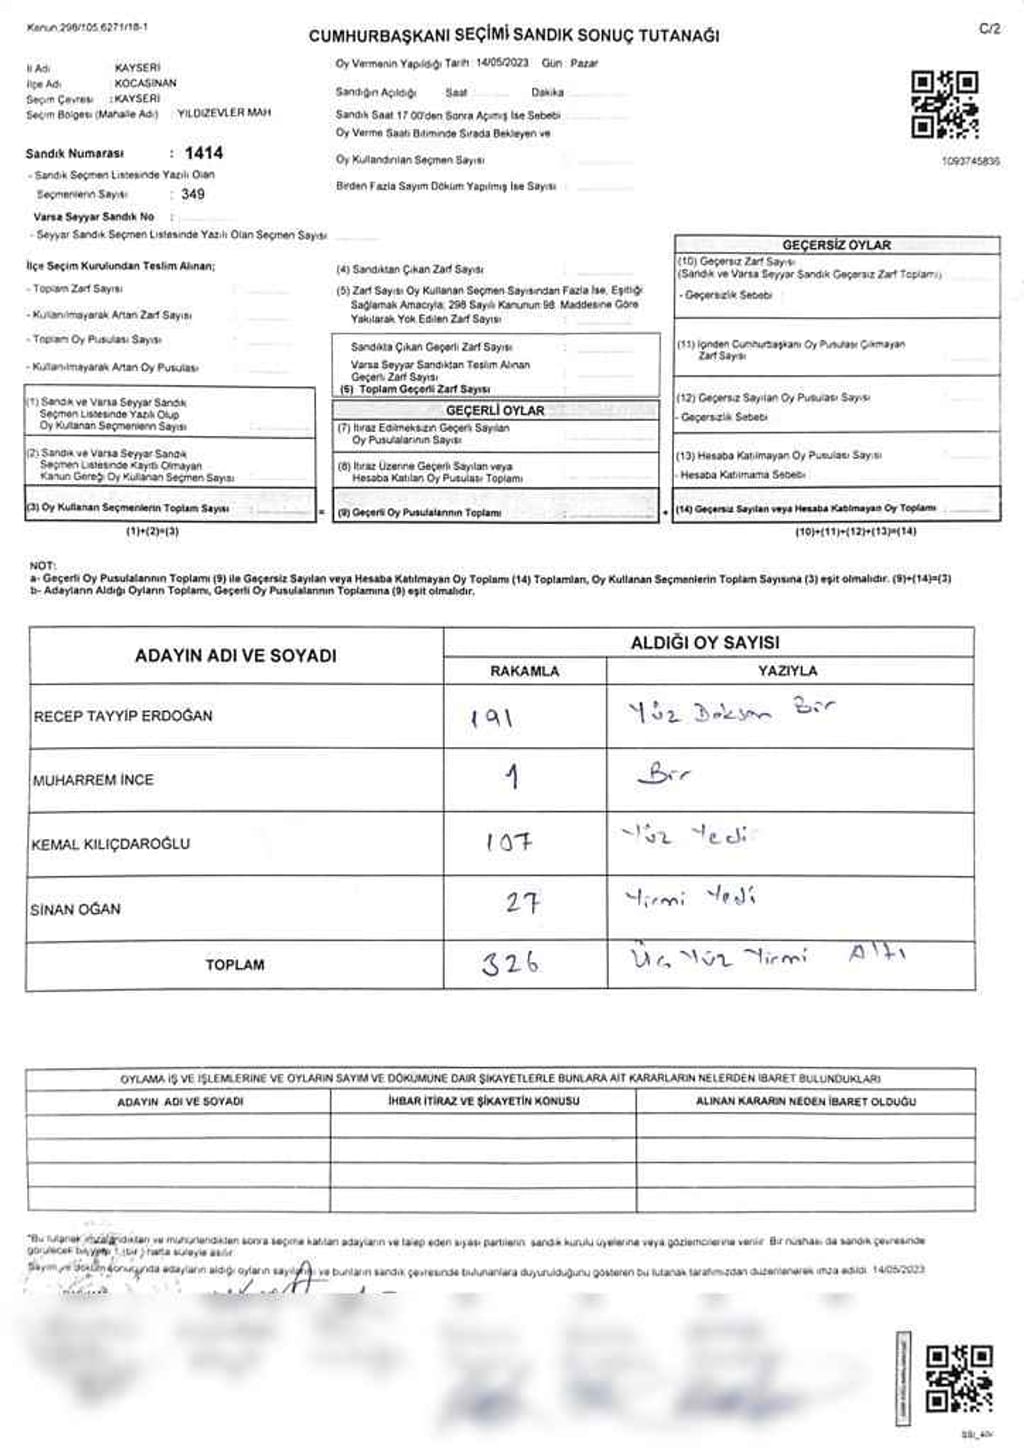 Kanun 298/105,6271/18-1
CUMHURBAŞKANI SEÇİMİ SANDIK SONUÇ TUTANAĞI
C/2
İl Adı KAYSERİ
İlçe Adı : KOCASİNAN
Seçim Çevresi : KAYSERİ
Seçim Bölgesi (Mahalle Adı) : YILDIZEVLER MAH
Oy Vermenin Yapıldığı Tarih : 14/05/2023 Gün : Pazar
Sandığın Açıldığı Saat Dakika
Sandık Saat 17 00'den Sonra Açmış İse Sebebi
Oy Verme Saati Bitiminde Sırada Bekleyen ve
Oy Kullandırılan Seçmen Sayısı :
Birden Fazla Sayım Döküm Yapılmış İse Sayısı :
1093745836
Sandık Numarası : 1414
- Sandık Seçmen Listesinde Yazılı Olan
Seçmenlerin Sayısı : 349
Varsa Seyyar Sandık No :
- Seyyar Sandık Seçmen Listesinde Yazılı Olan Seçmen Sayısı
İlçe Seçim Kurulundan Teslim Alınan;
- Toplam Zarf Sayısı
- Kullanılmayarak Artan Zarf Sayısı
- Toplam Oy Pusulası Sayısı
- Kullanılmayarak Artan Oy Pusulası
(1) Sandık ve Varsa Seyyar Sandık
Seçmen Listesinde Yazılı Olup
Oy Kullanan Seçmenlerin Sayısı
(2) Sandık ve Varsa Seyyar Sandık
Seçmen Listesinde Kayıtlı Olmayan
Kanun Gereği Oy Kullanan Seçmen Sayısı
(3) Oy Kullanan Seçmenlerin Toplam Sayısı :
(1)+(2)=(3)
(4) Sandıktan Çıkan Zarf Sayısı
(5) Zarf Sayısı Oy Kullanan Seçmen Sayısından Fazla İse, Eşitliği
Sağlamak Amacıyla; 298 Sayılı Kanunun 98. Maddesine Göre
Yakılarak Yok Edilen Zarf Sayısı :
Sandıkta Çıkan Geçerli Zarf Sayısı :
Varsa Seyyar Sandıktan Teslim Alınan
Geçerli Zarf Sayısı :
(6) Toplam Geçerli Zarf Sayısı
GEÇERLİ OYLAR
(7) İtiraz Edilmeksizin Geçerli Sayılan
Oy Pusulalarının Sayısı
(8) İtiraz Üzerine Geçerli Sayılan veya
Hesaba Katılan Oy Pusulası Toplamı
= (9) Geçerli Oy Pusulalarının Toplamı
GEÇERSİZ OYLAR
(10) Geçersiz Zarf Sayısı
(Sandık ve Varsa Seyyar Sandık Geçersiz Zarf Toplamı)
- Geçersizlik Sebebi :
(11) İçinden Cumhurbaşkanı Oy Pusulası Çıkmayan
Zarf Sayısı
(12) Geçersiz Sayılan Oy Pusulası Sayısı
- Geçersizlik Sebebi
(13) Hesaba Katılmayan Oy Pusulası Sayısı
- Hesaba Katılmama Sebebi
+ (14) Geçersiz Sayılan veya Hesaba Katılmayan Oy Toplamı
(10)+(11)+(12)+(13)=(14)
NOT:
a- Geçerli Oy Pusulalarının Toplamı (9) ile Geçersiz Sayılan veya Hesaba Katılmayan Oy Toplamı (14) Toplamları, Oy Kullanan Seçmenlerin Toplam Sayısına (3) eşit olmalıdır. (9)+(14)=(3)
b- Adayların Aldığı Oyların Toplamı, Geçerli Oy Pusulalarının Toplamına (9) eşit olmalıdır.
ADAYIN ADI VE SOYADI ALDIĞI OY SAYISI
RAKAMLA YAZIYLA
RECEP TAYYİP ERDOĞAN 191 Yüz Doksan Bir
MUHARREM İNCE 1 Bir
KEMAL KILIÇDAROĞLU 107 Yüz Yedi
SİNAN OĞAN 27 Yirmi Yedi
TOPLAM 326 Üç Yüz Yirmi Altı
OYLAMA İŞ VE İŞLEMLERİNE VE OYLARIN SAYIM VE DÖKÜMÜNE DAİR ŞİKAYETLERLE BUNLARA AİT KARARLARIN NELERDEN İBARET BULUNDUKLARI
ADAYIN ADI VE SOYADI İHBAR İTİRAZ VE ŞİKAYETİN KONUSU ALINAN KARARIN NEDEN İBARET OLDUĞU
"Bu tutanak imzalandıktan ve mühürlendikten sonra seçime katılan adayların ve talep eden siyasi partilerin sandık kurulu üyelerine veya gözlemcilerine verilir. Bir nüshası da sandık çevresinde
görülecek bir yere 1 (bir) hafta süreyle asılır.
Sayım ve döküm sonucunda adayların aldığı oyların sayılarını ve bunların sandık çevresinde bulunanlara duyurulduğunu gösteren bu tutanak tarafımızdan düzenlenerek imza edildi. 14/05/2023